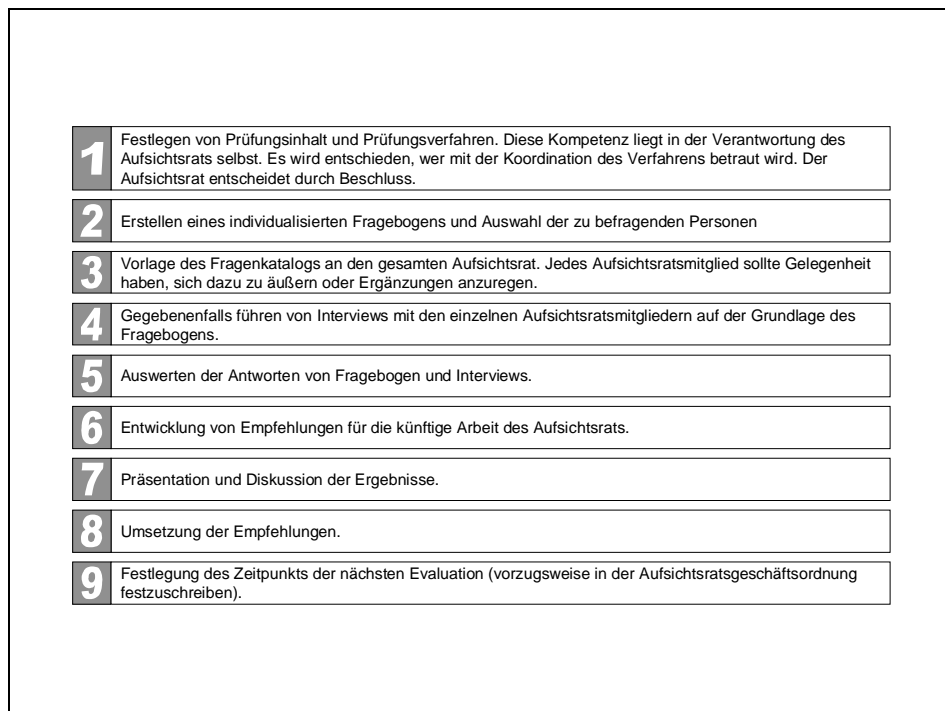 1
Festlegen von Prüfungsinhalt und Prüfungsverfahren. Diese Kompetenz liegt in der Verantwortung des
Aufsichtsrats selbst. Es wird entschieden, wer mit der Koordination des Verfahrens betraut wird. Der
Aufsichtsrat entscheidet durch Beschluss.
2
Erstellen eines individualisierten Fragebogens und Auswahl der zu befragenden Personen
3
Vorlage des Fragenkatalogs an den gesamten Aufsichtsrat. Jedes Aufsichtsratsmitglied sollte Gelegenheit
haben, sich dazu zu äußern oder Ergänzungen anzuregen.
4
Gegebenenfalls führen von Interviews mit den einzelnen Aufsichtsratsmitgliedern auf der Grundlage des
Fragebogens.
5
Auswerten der Antworten von Fragebogen und Interviews.
6
Entwicklung von Empfehlungen für die künftige Arbeit des Aufsichtsrats.
7
Präsentation und Diskussion der Ergebnisse.
8
Umsetzung der Empfehlungen.
9
Festlegung des Zeitpunkts der nächsten Evaluation (vorzugsweise in der Aufsichtsratsgeschäftsordnung
festzuschreiben).